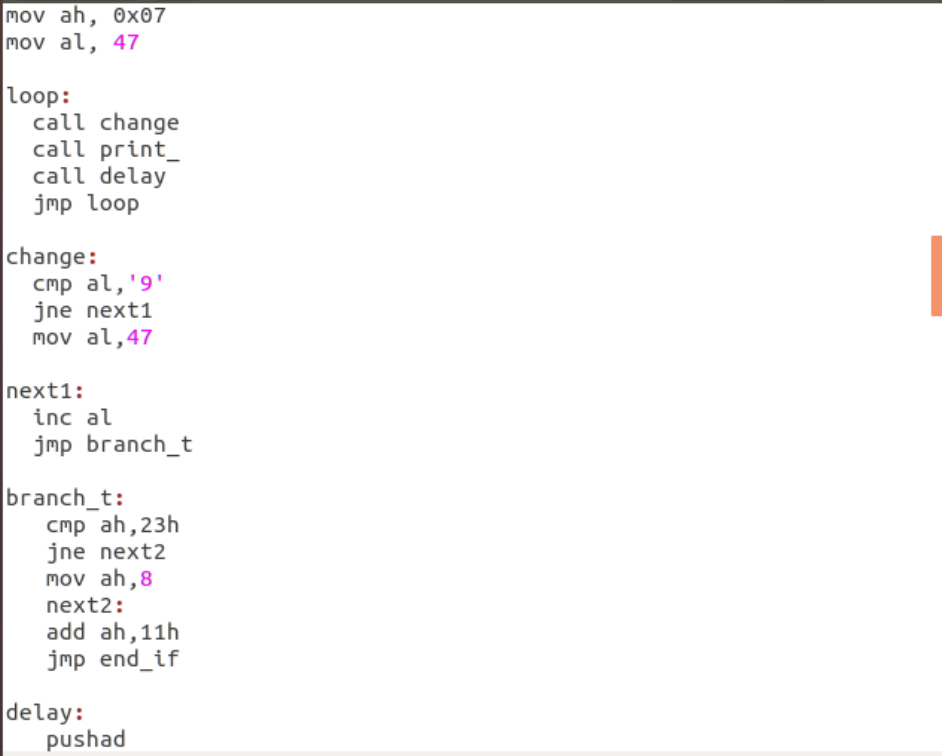 mov ah, 0x07
mov al, 47
loop:
call change
call print_
call delay
jmp loop
change:
cmp al,'9'
jne next1
mov al,47
next1:
inc al
jmp branch_t
branch_t:
cmp ah,23h
jne next2
mov ah,8
next2:
add ah,11h
jmp end_if
delay:
pushad